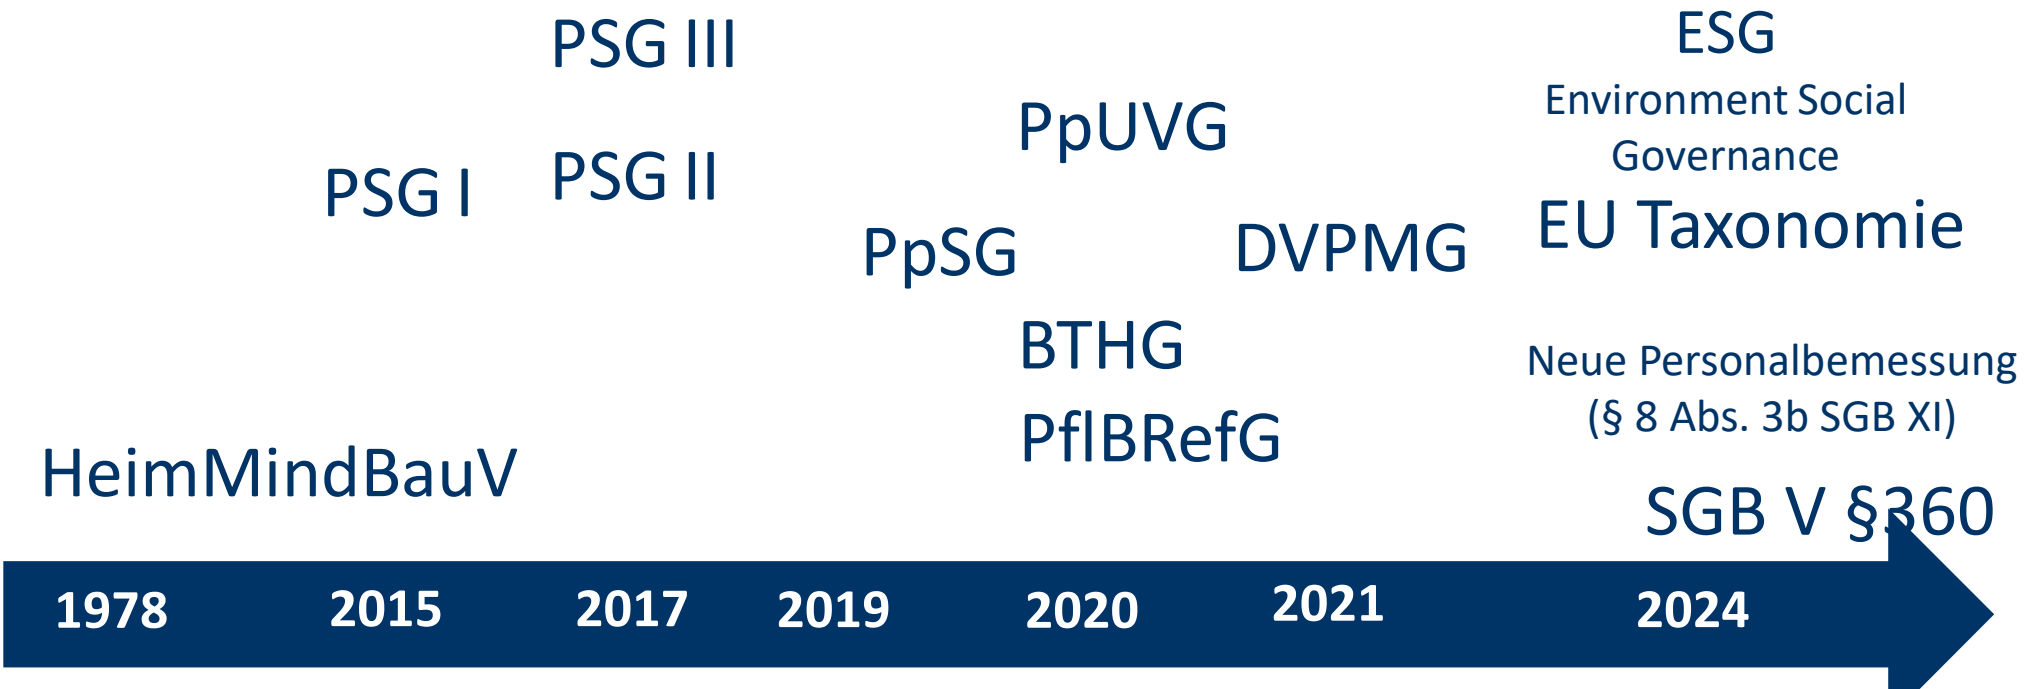 PSG III
ESG
Environment Social
Governance
PpUVG
PSG I
PSG II
EU Taxonomie
PpSG
DVPMG
BTHG
Neue Personalbemessung
(§ 8 Abs. 3b SGB XI)
PflBRefG
HeimMindBauV
SGB V §360
1978
2015
2017
2019
2020
2021
2024